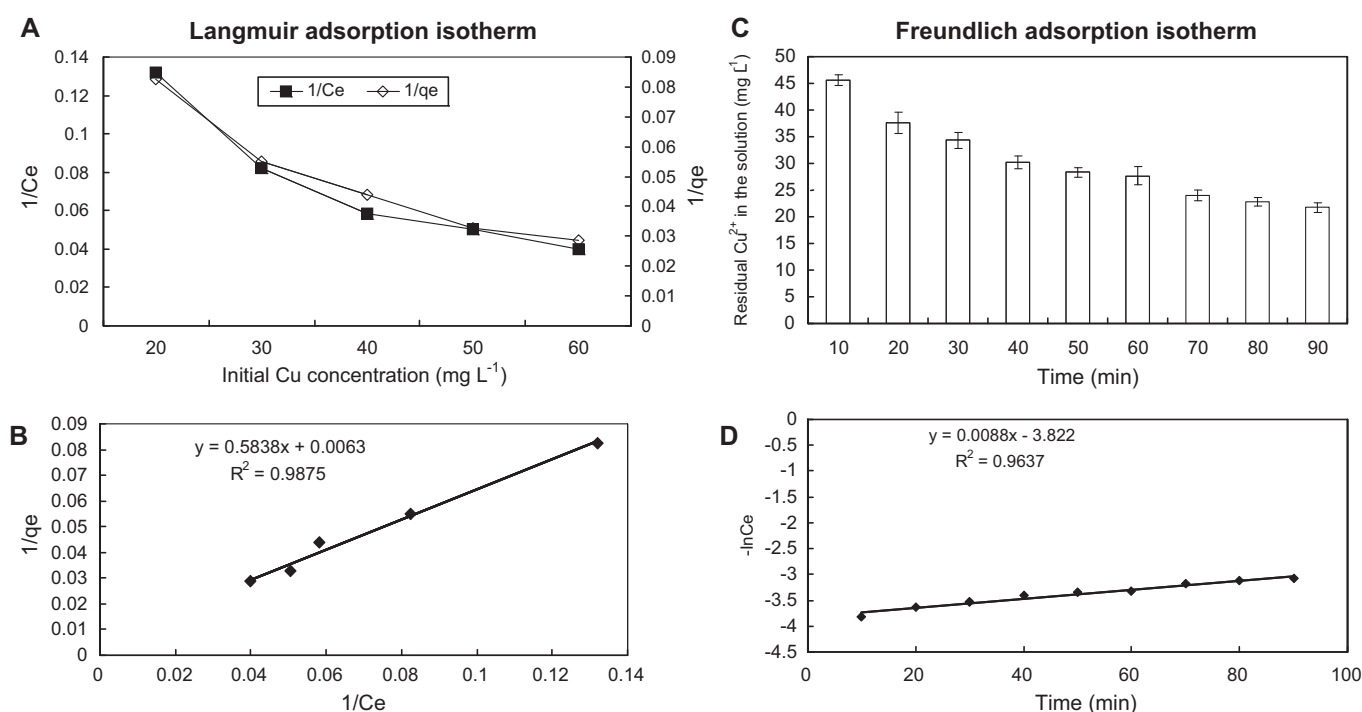 A
Langmuir adsorption isotherm
0.14
0.12
0.1
0.08
0.06
0.04
0.02
0
1/Ce
1/Ce
1/qe
0.09
0.08
0.07
0.06
0.05
0.04
0.03
0.02
0.01
0
1/qe
20 30 40 50 60
Initial Cu concentration (mg L⁻¹)
C
Freundlich adsorption isotherm
Residual Cu²⁺ in the solution (mg L⁻¹)
50
45
40
35
30
25
20
15
10
5
0
10 20 30 40 50 60 70 80 90
Time (min)
B
0.09
0.08
0.07
0.06
0.05
0.04
0.03
0.02
0.01
0
1/qe
y = 0.5838x + 0.0063
R² = 0.9875
0 0.02 0.04 0.06 0.08 0.1 0.12 0.14
1/Ce
D
-0
-0.5
-1
-1.5
-2
-2.5
-3
-3.5
-4
-4.5
-lnCe
y = 0.0088x - 3.822
R² = 0.9637
0 20 40 60 80 100
Time (min)